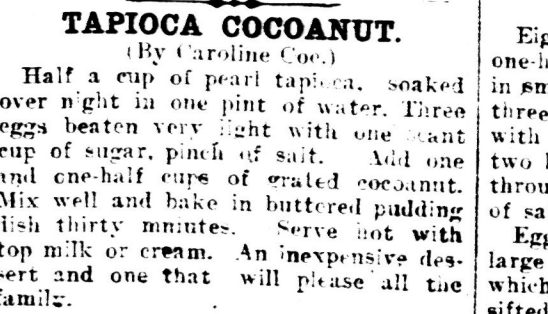 TAPIOCA COCOANUT.
(By Caroline Coe.)
Half a cup of pearl tapioca, soaked
over night in one pint of water. Three
eggs beaten very light with one scant
cup of sugar, pinch of salt. Add one
and one-half cups of grated cocoanut.
Mix well and bake in buttered pudding
dish thirty mniutes. Serve hot with
top milk or cream. An inexpensive des-
sert and one that will please all the
family.
Eig
one-h
in sm
three
with
two
throu
of sa
Egg
large
which
sifted